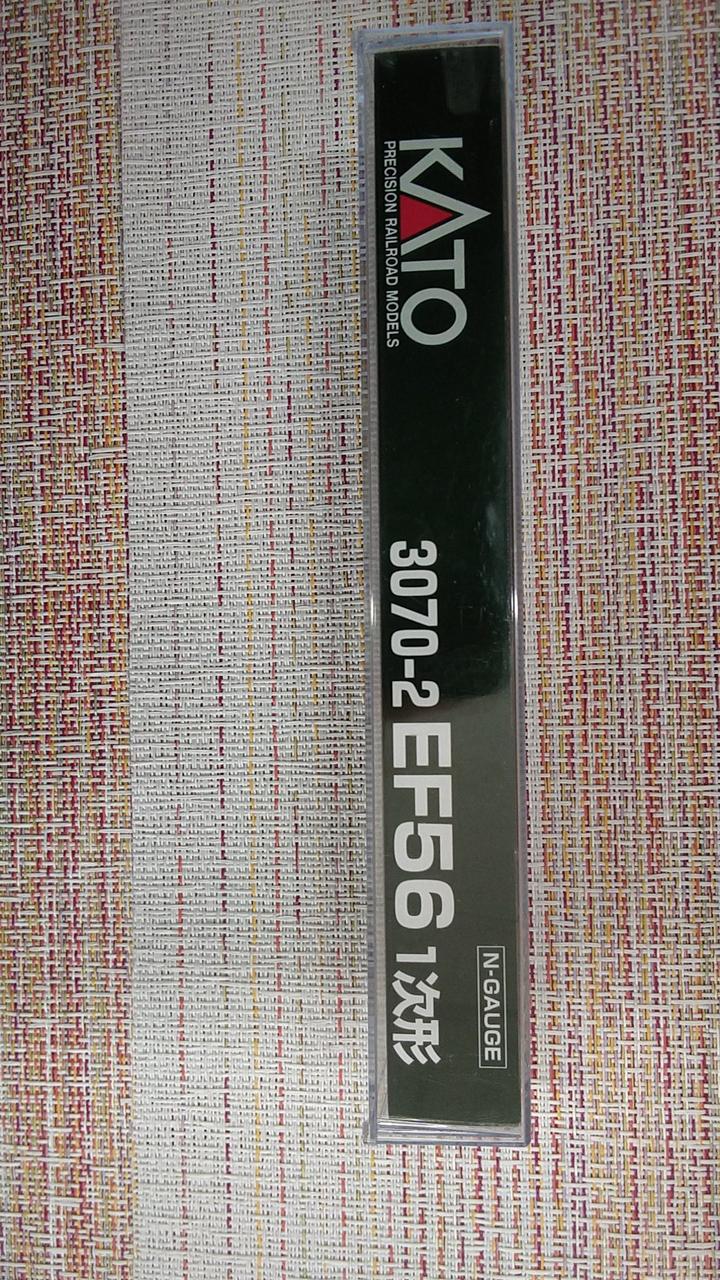 KATO
PRECISION RAILROAD MODELS
N-GAUGE
3070-2 EF56 1次形